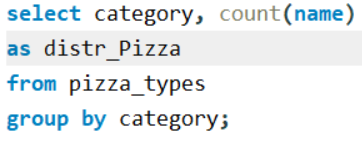 select category, count(name)
as distr_Pizza
from pizza_types
group by category;